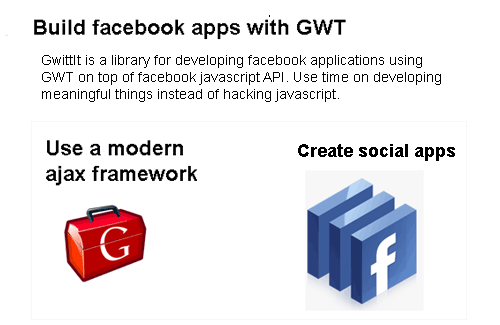 Build facebook apps with GWT
GwittIt is a library for developing facebook applications using
GWT on top of facebook javascript API. Use time on developing
meaningful things instead of hacking javascript.
Use a modern
ajax framework
Create social apps
G
f